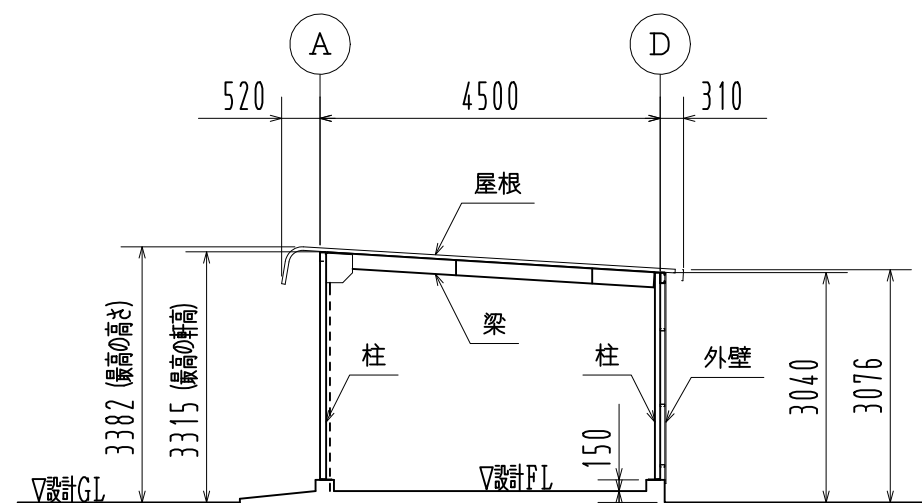 A
D
520
4500
310
屋根
梁
柱
柱
外壁
3382 (最高の高さ)
3315 (最高の軒高)
150
3040
3076
▽設計GL
▽設計FL